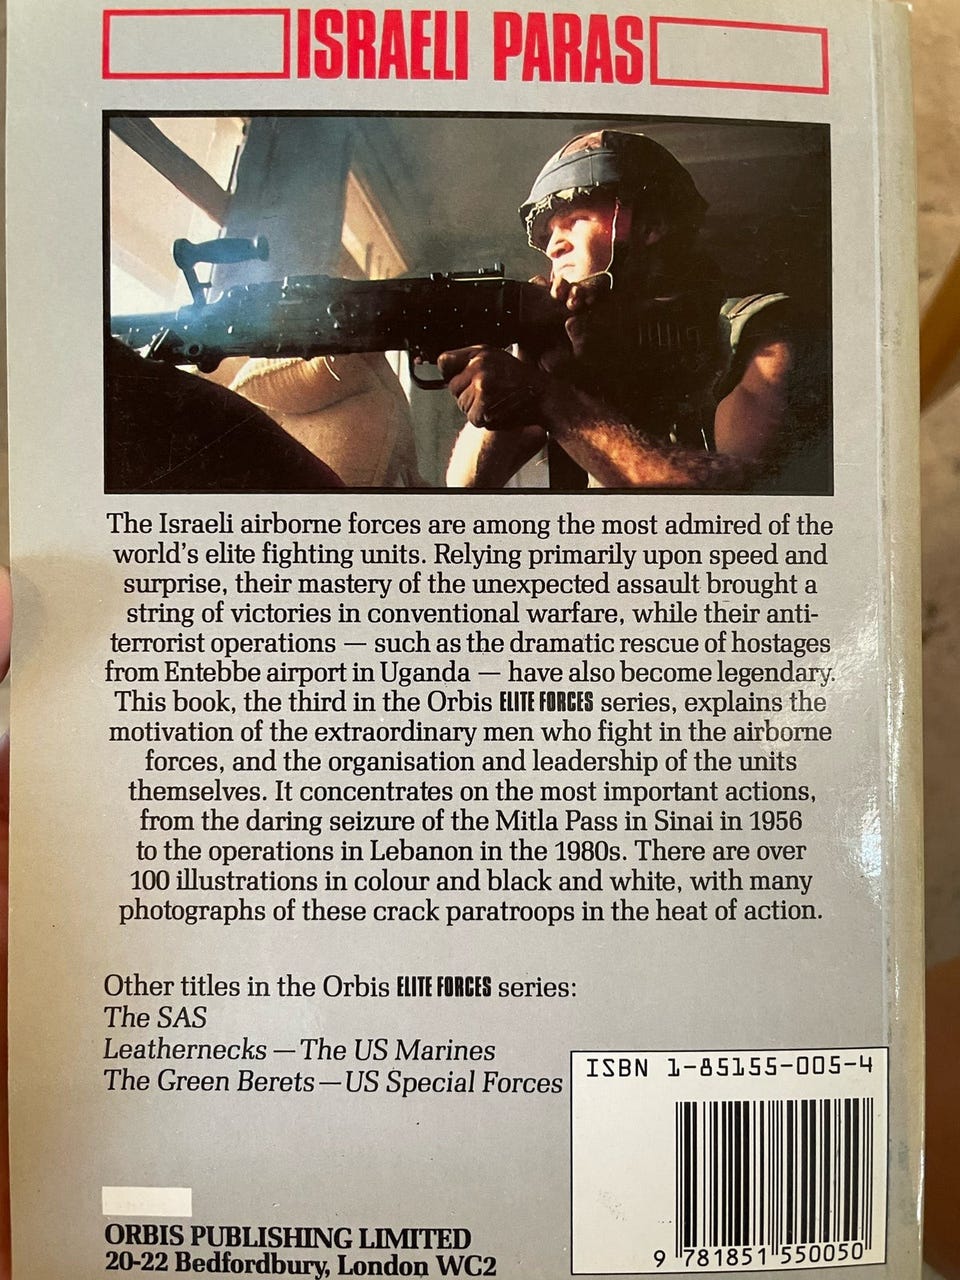 ISRAELI PARAS
The Israeli airborne forces are among the most admired of the
world's elite fighting units. Relying primarily upon speed and
surprise, their mastery of the unexpected assault brought a
string of victories in conventional warfare, while their anti-
terrorist operations — such as the dramatic rescue of hostages
from Entebbe airport in Uganda — have also become legendary.
This book, the third in the Orbis ELITE FORCES series, explains the
motivation of the extraordinary men who fight in the airborne
forces, and the organisation and leadership of the units
themselves. It concentrates on the most important actions,
from the daring seizure of the Mitla Pass in Sinai in 1956
to the operations in Lebanon in the 1980s. There are over
100 illustrations in colour and black and white, with many
photographs of these crack paratroops in the heat of action.
Other titles in the Orbis ELITE FORCES series:
The SAS
Leathernecks — The US Marines
The Green Berets — US Special Forces
ISBN 1-85155-005-4
9 781851 550050
ORBIS PUBLISHING LIMITED
20-22 Bedfordbury, London WC2